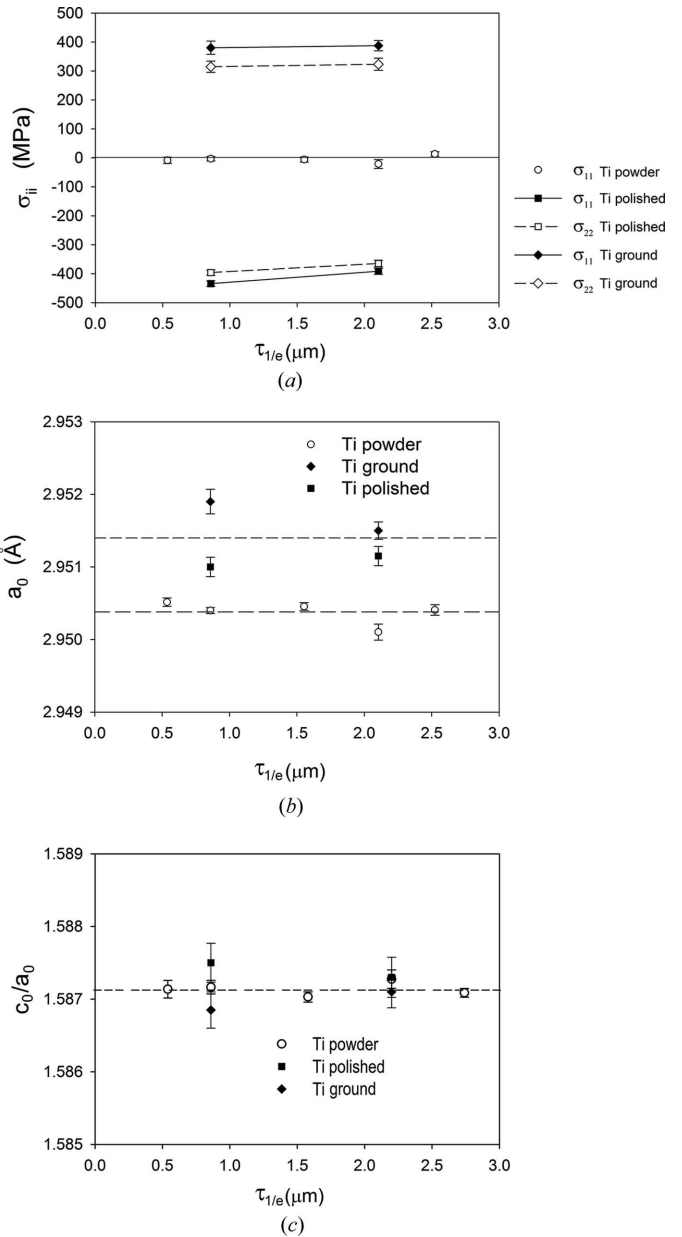 500
400
300
200
100
0
-100
-200
-300
-400
-500
σii (MPa)
0.0 0.5 1.0 1.5 2.0 2.5 3.0
τ1/e(μm)
σ11 Ti powder
σ11 Ti polished
σ22 Ti polished
σ11 Ti ground
σ22 Ti ground
(a)
2.953
2.952
2.951
2.950
2.949
a0 (Å)
Ti powder
Ti ground
Ti polished
0.0 0.5 1.0 1.5 2.0 2.5 3.0
τ1/e(μm)
(b)
1.589
1.588
1.587
1.586
1.585
c0/a0
Ti powder
Ti polished
Ti ground
0.0 0.5 1.0 1.5 2.0 2.5 3.0
τ1/e(μm)
(c)